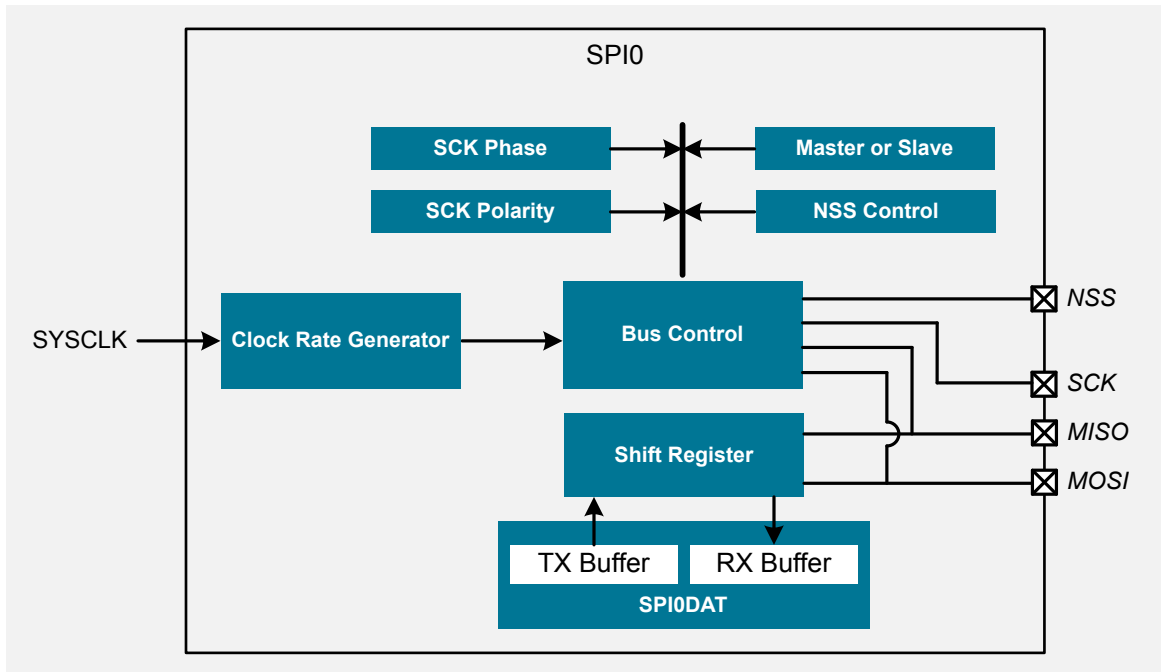 SPI0
SCK Phase
Master or Slave
SCK Polarity
NSS Control
SYSCLK
Clock Rate Generator
Bus Control
NSS
SCK
Shift Register
MISO
MOSI
TX Buffer
RX Buffer
SPI0DAT